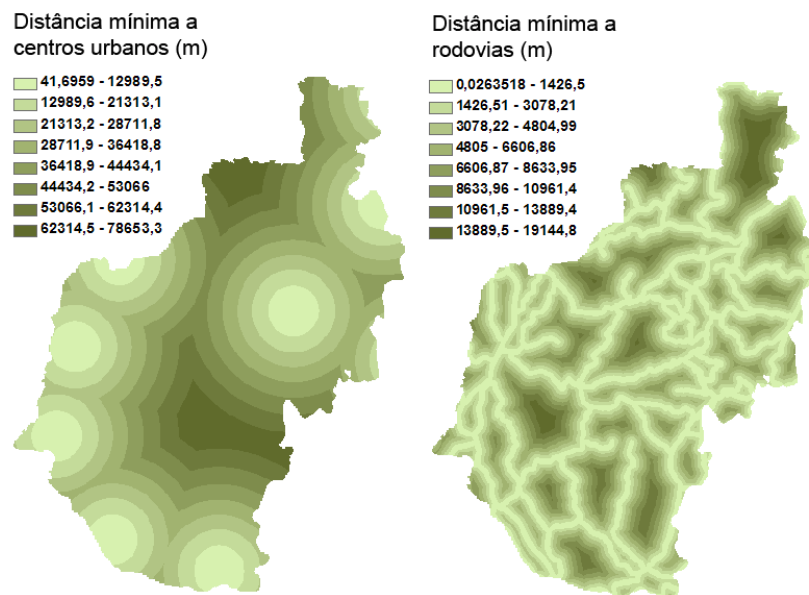 Distância mínima a
centros urbanos (m)
41,6959 - 12989,5
12989,6 - 21313,1
21313,2 - 28711,8
28711,9 - 36418,8
36418,9 - 44434,1
44434,2 - 53066
53066,1 - 62314,4
62314,5 - 78653,3
Distância mínima a
rodovias (m)
0,0263518 - 1426,5
1426,51 - 3078,21
3078,22 - 4804,99
4805 - 6606,86
6606,87 - 8633,95
8633,96 - 10961,4
10961,5 - 13889,4
13889,5 - 19144,8